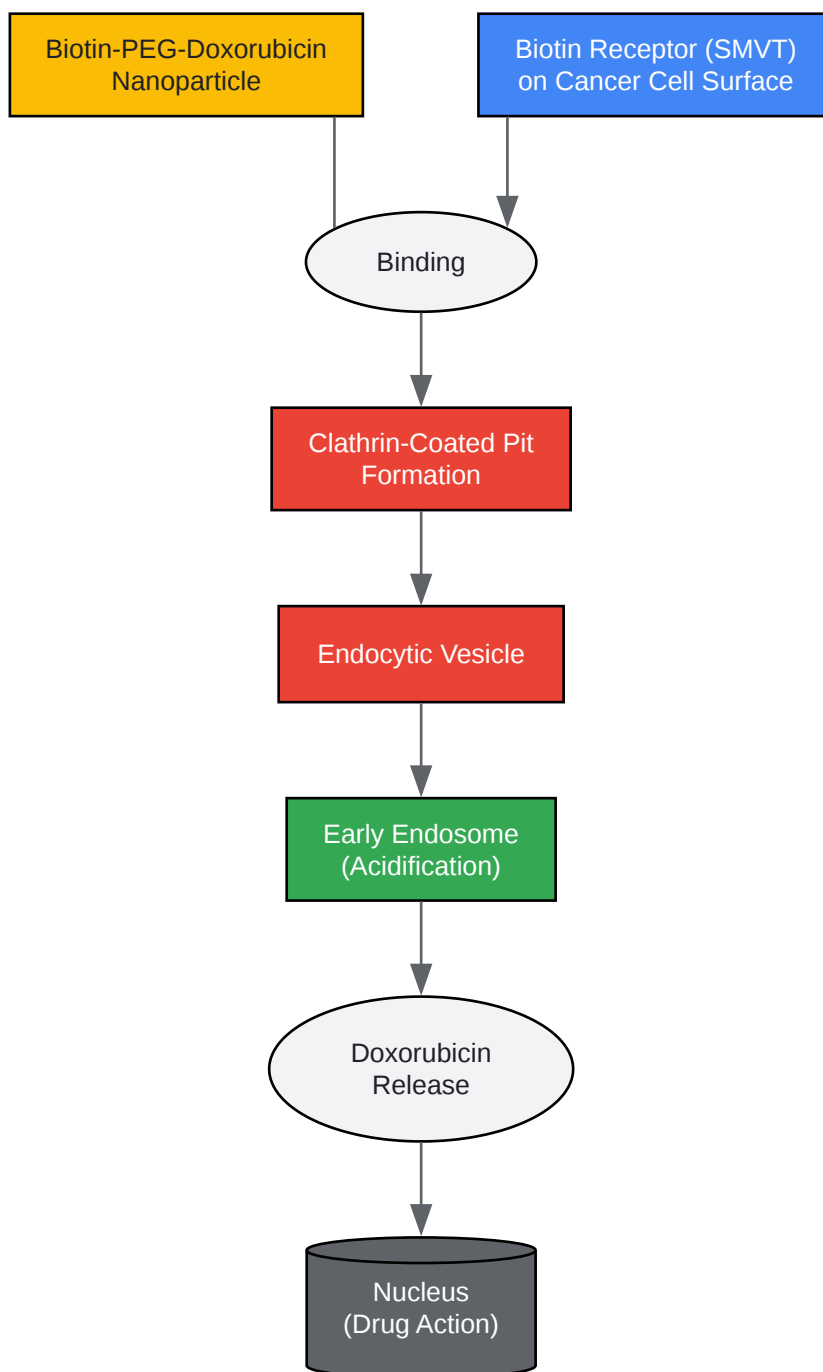 Biotin-PEG-Doxorubicin
Nanoparticle
Biotin Receptor (SMVT)
on Cancer Cell Surface
Binding
Clathrin-Coated Pit
Formation
Endocytic Vesicle
Early Endosome
(Acidification)
Doxorubicin
Release
Nucleus
(Drug Action)